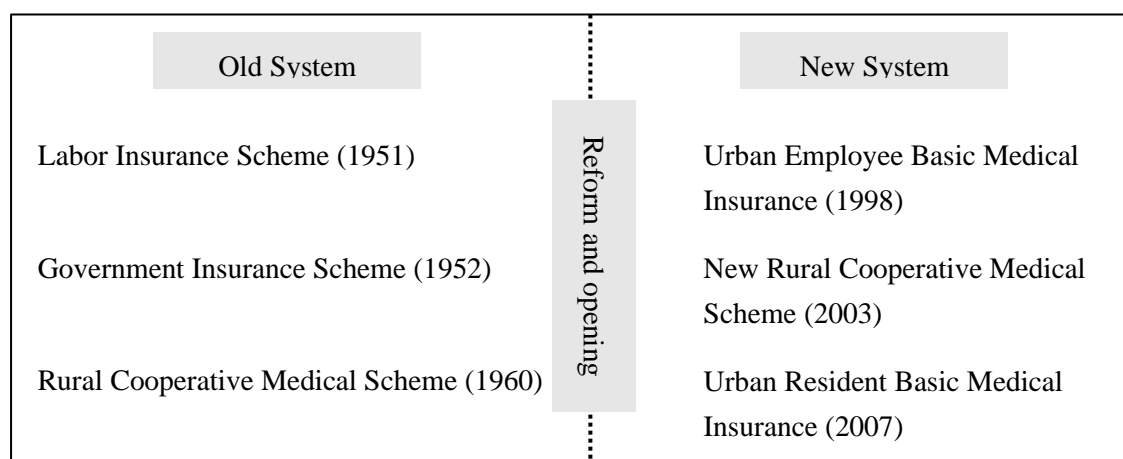 Old System
Labor Insurance Scheme (1951)
Government Insurance Scheme (1952)
Rural Cooperative Medical Scheme (1960)
Reform and opening
New System
Urban Employee Basic Medical
Insurance (1998)
New Rural Cooperative Medical
Scheme (2003)
Urban Resident Basic Medical
Insurance (2007)